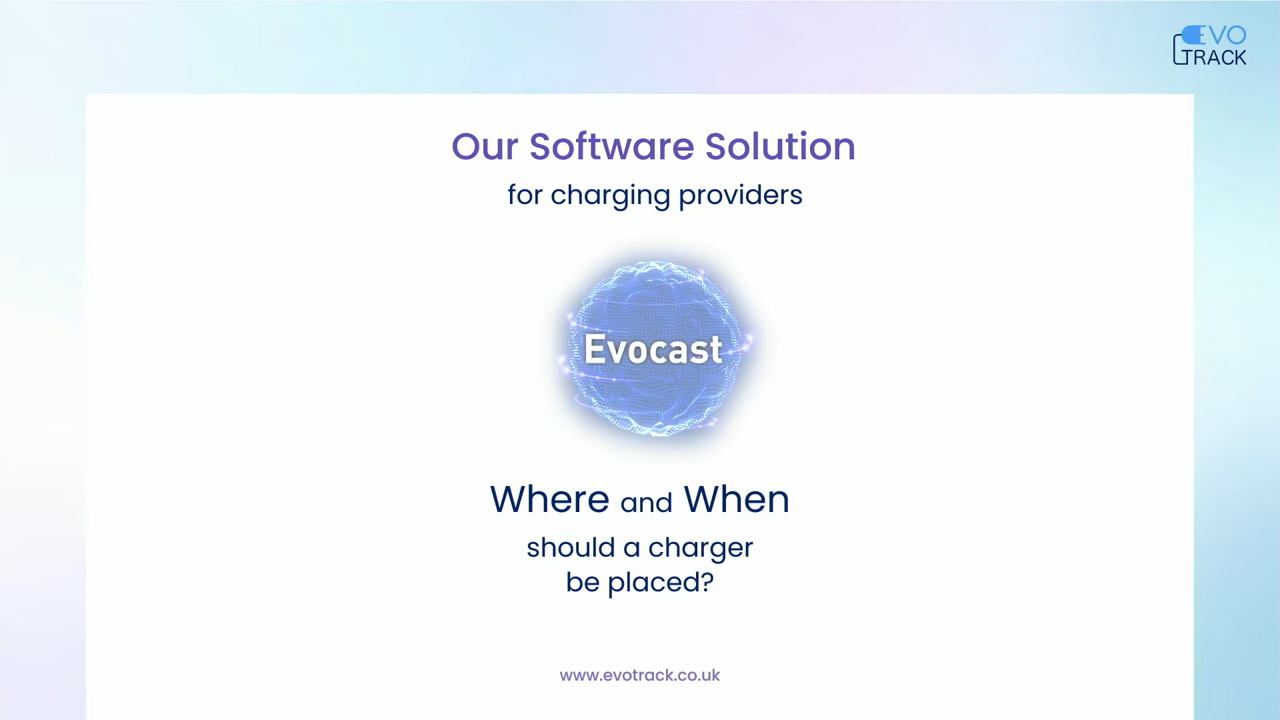 EVO
TRACK
Our Software Solution
for charging providers
Evocast
Where and When
should a charger
be placed?
www.evotrack.co.uk